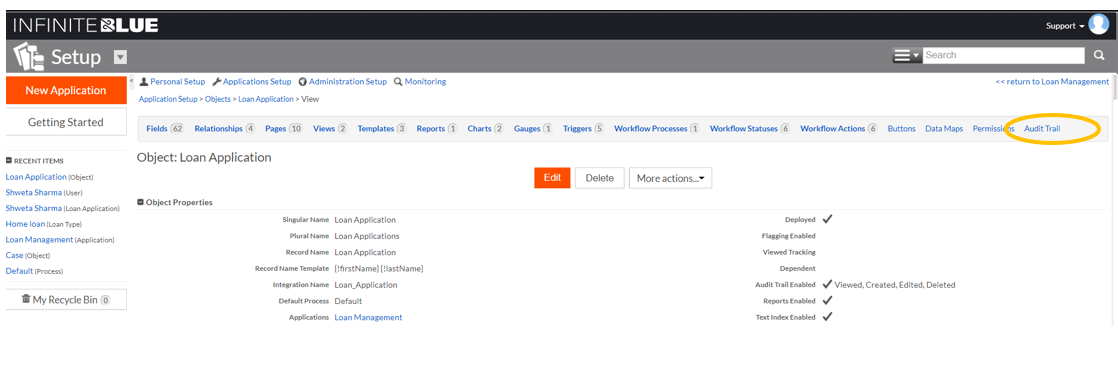 INFINITE BLUE
Support
Setup
Search
New Application
Getting Started
RECENT ITEMS
Loan Application (Object)
Shweta Sharma (User)
Shweta Sharma (Loan Application)
Home loan (Loan Type)
Loan Management (Application)
Case (Object)
Default (Process)
My Recycle Bin 0
Personal Setup Applications Setup Administration Setup Monitoring
<< return to Loan Management
Application Setup > Objects > Loan Application > View
Fields 62 Relationships 4 Pages 10 Views 2 Templates 3 Reports 1 Charts 2 Gauges 1 Triggers 5 Workflow Processes 1 Workflow Statuses 6 Workflow Actions 6 Buttons Data Maps Permissions Audit Trail
Object: Loan Application
Edit Delete More actions...
Object Properties
Singular Name Loan Application Deployed
Plural Name Loan Applications Flagging Enabled
Record Name Loan Application Viewed Tracking
Record Name Template {!firstName} {!lastName} Dependent
Integration Name Loan_Application Audit Trail Enabled Viewed, Created, Edited, Deleted
Default Process Default Reports Enabled
Applications Loan Management Text Index Enabled